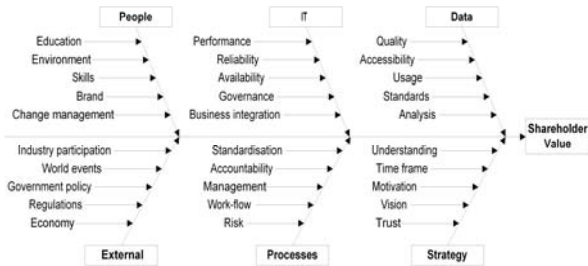 People
IT
Data
Education
Performance
Quality
Environment
Reliability
Accessibility
Skills
Availability
Usage
Brand
Governance
Standards
Change management
Business integration
Analysis
Shareholder
Value
Industry participation
Standardisation
Understanding
World events
Accountability
Time frame
Government policy
Management
Motivation
Regulations
Work-flow
Vision
Economy
Risk
Trust
External
Processes
Strategy